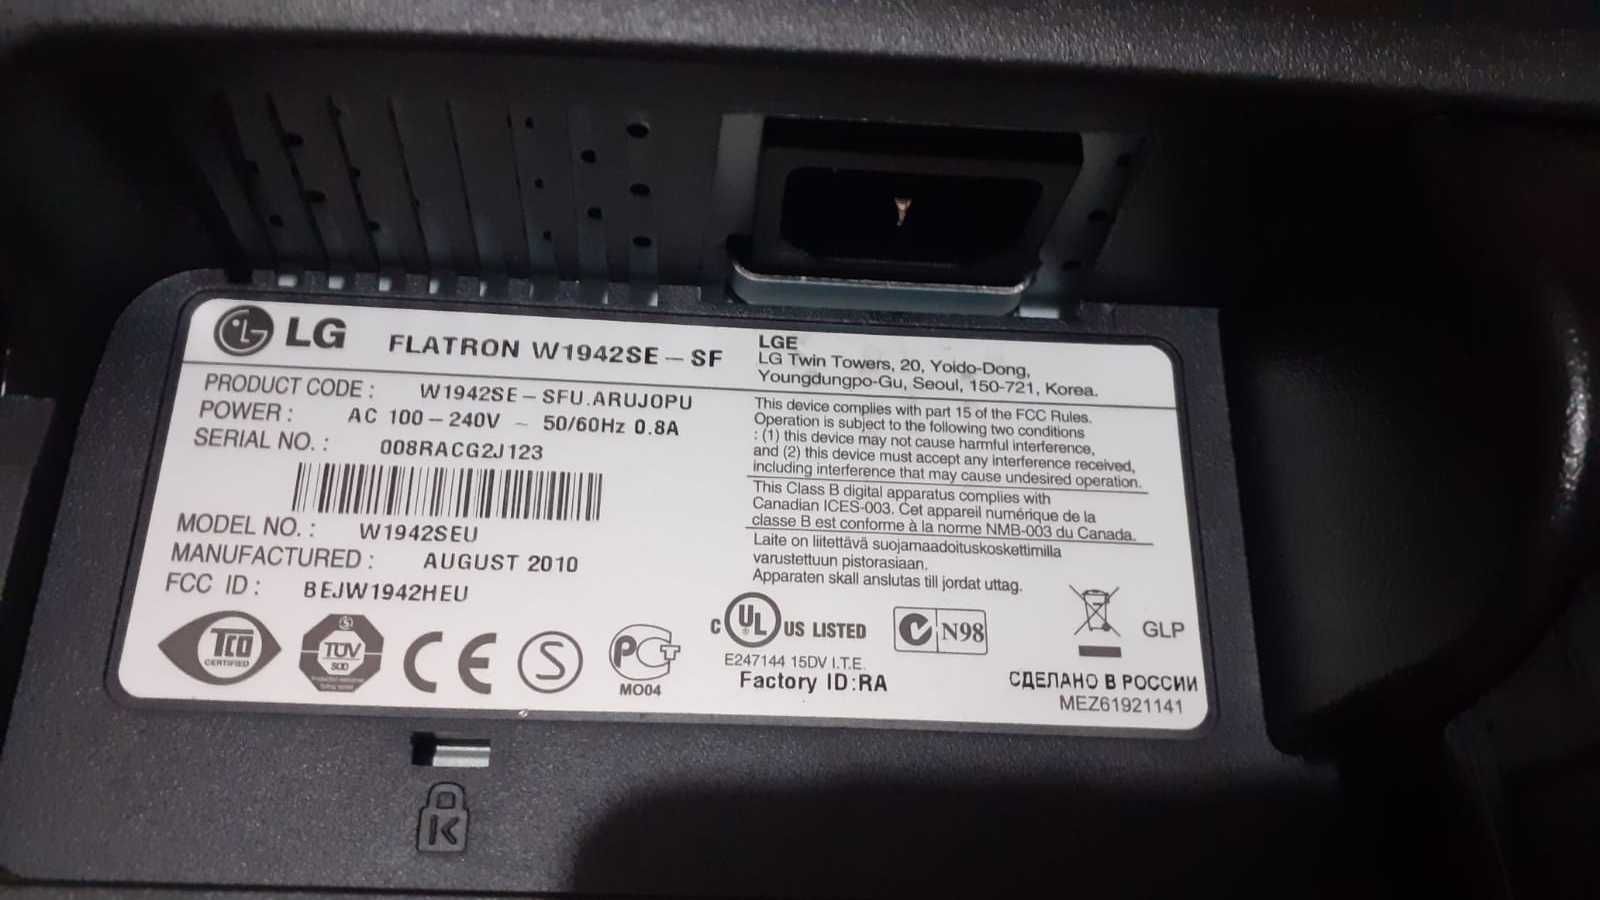 LG FLATRON W1942SE-SF
PRODUCT CODE : W1942SE-SFU.ARUJOPU
POWER : AC 100-240V ~ 50/60Hz 0.8A
SERIAL NO. : 008RACG2J123
MODEL NO. : W1942SEU
MANUFACTURED : AUGUST 2010
FCC ID : BEJW1942HEU
LGE
LG Twin Towers, 20, Yoido-Dong,
Youngdungpo-Gu, Seoul, 150-721, Korea.
This device complies with part 15 of the FCC Rules.
Operation is subject to the following two conditions
: (1) this device may not cause harmful interference,
and (2) this device must accept any interference received,
including interference that may cause undesired operation.
This Class B digital apparatus complies with
Canadian ICES-003. Cet appareil numérique de la
classe B est conforme à la norme NMB-003 du Canada.
Laite on liitettävä suojamaadoituskoskettimilla
varustettuun pistorasiaan.
Apparaten skall anslutas till jordat uttag.
TCO
CERTIFIED
TÜV
SÜD
CE
S
PCT
MO04
C UL US LISTED
E247144 15DV I.T.E.
Factory ID:RA
N98
GLP
СДЕЛАНО В РОССИИ
MEZ61921141
K